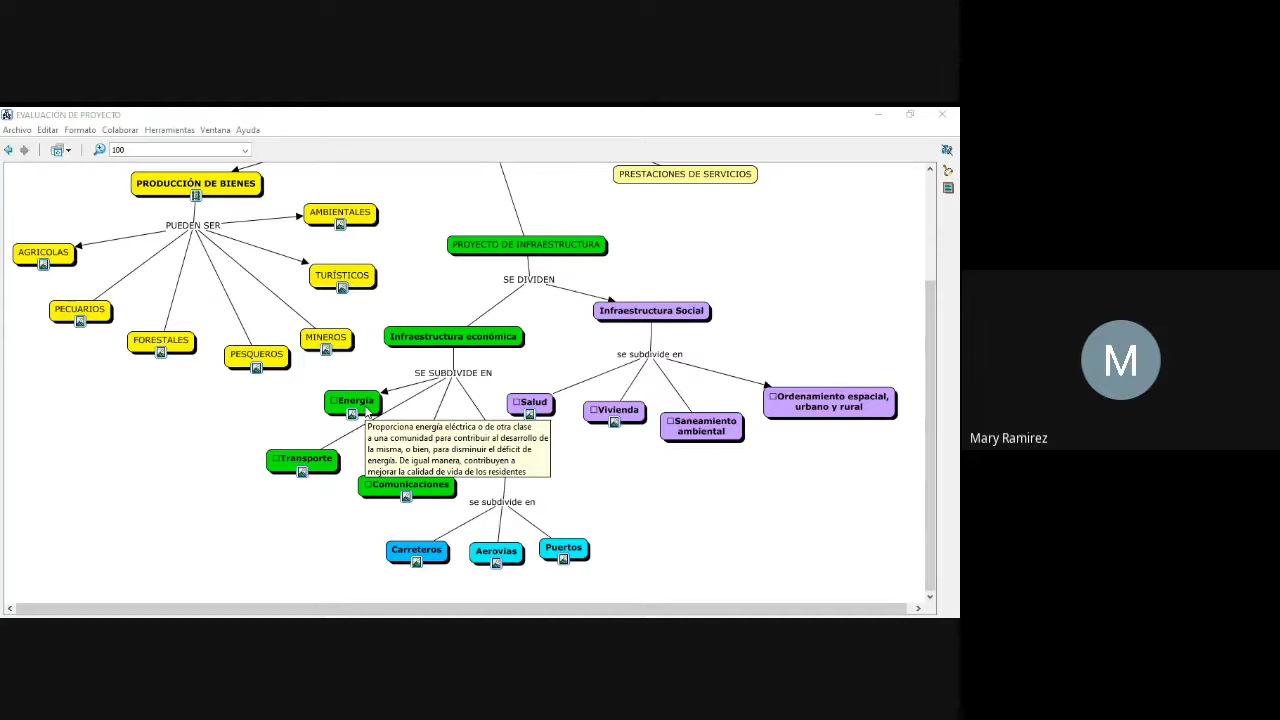 EVALUACION DE PROYECTO
Archivo Editar Formato Colaborar Herramientas Ventana Ayuda
100
PRODUCCIÓN DE BIENES
PRESTACIONES DE SERVICIOS
PUEDEN SER
AMBIENTALES
AGRICOLAS
TURÍSTICOS
PECUARIOS
FORESTALES
PESQUEROS
MINEROS
PROYECTO DE INFRAESTRUCTURA
SE DIVIDEN
Infraestructura Social
Infraestructura económica
se subdivide en
SE SUBDIVIDE EN
Energía
Salud
Vivienda
Saneamiento
ambiental
Ordenamiento espacial,
urbano y rural
Proporciona energía eléctrica o de otra clase
a una comunidad para contribuir al desarrollo de
la misma, o bien, para disminuir el déficit de
energía. De igual manera, contribuyen a
mejorar la calidad de vida de los residentes
Transporte
Comunicaciones
se subdivide en
Carreteros
Aerovías
Puertos
M
Mary Ramirez